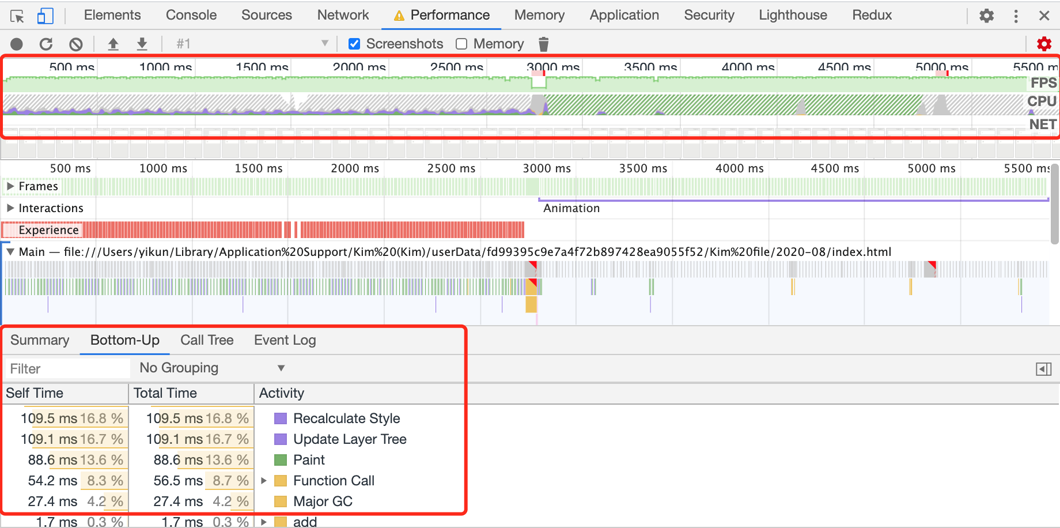 Elements Console Sources Network Performance Memory Application Security Lighthouse Redux
#1 Screenshots Memory
500 ms 1000 ms 1500 ms 2000 ms 2500 ms 3000 ms 3500 ms 4000 ms 4500 ms 5000 ms 5500 m
FPS
CPU
NET
500 ms 1000 ms 1500 ms 2000 ms 2500 ms 3000 ms 3500 ms 4000 ms 4500 ms 5000 ms 5500 ms
Frames
Interactions Animation
Experience
Main — file:///Users/yikun/Library/Application%20Support/Kim%20(Kim)/userData/fd99395c9e7a4f72b897428ea9055f52/Kim%20file/2020-08/index.html
Summary Bottom-Up Call Tree Event Log
Filter No Grouping
Self Time Total Time Activity
109.5 ms 16.8 % 109.5 ms 16.8 % Recalculate Style
109.1 ms 16.7 % 109.1 ms 16.7 % Update Layer Tree
88.6 ms 13.6 % 88.6 ms 13.6 % Paint
54.2 ms 8.3 % 56.5 ms 8.7 % Function Call
27.4 ms 4.2 % 27.4 ms 4.2 % Major GC
1.7 ms 0.3 % 1.7 ms 0.3 % add